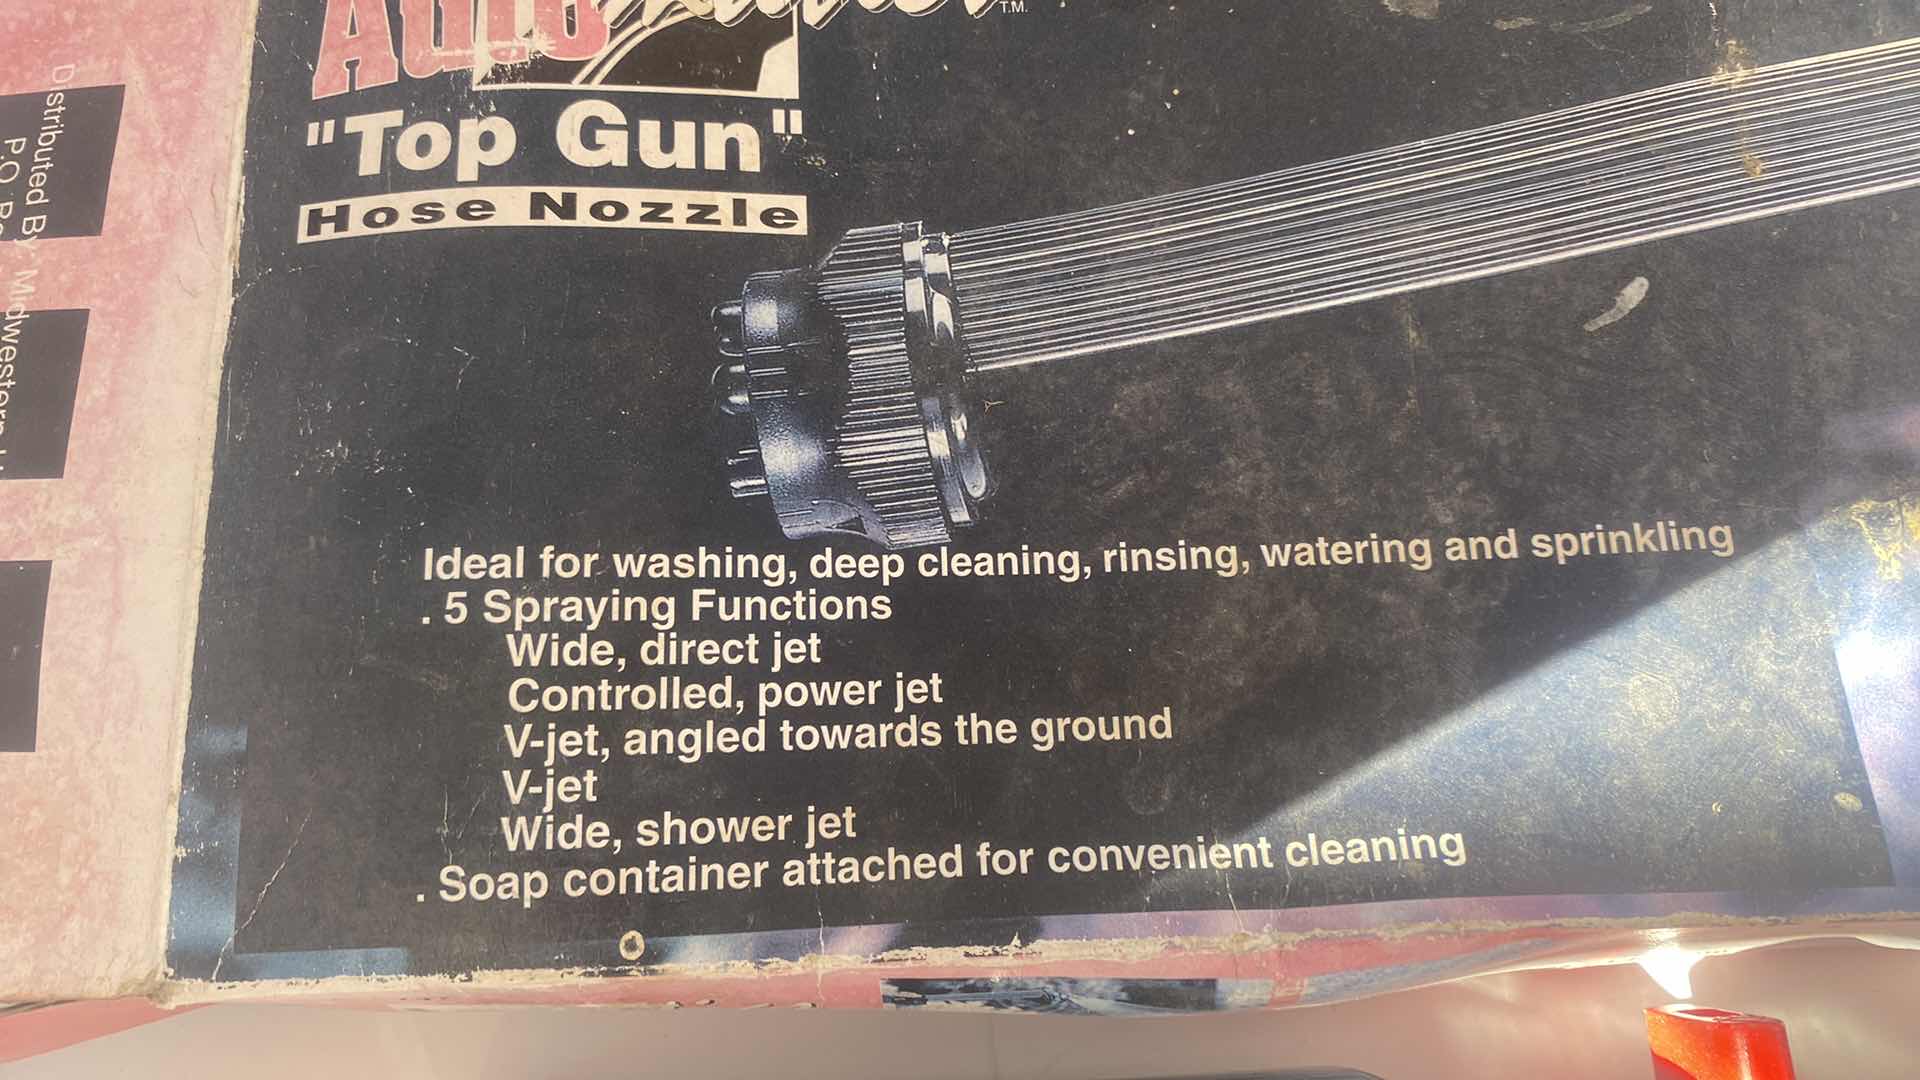 Auto
T.M.
"Top Gun"
Hose Nozzle
Ideal for washing, deep cleaning, rinsing, watering and sprinkling
. 5 Spraying Functions
Wide, direct jet
Controlled, power jet
V-jet, angled towards the ground
V-jet
Wide, shower jet
. Soap container attached for convenient cleaning
Distributed By Midwestern
P.O.